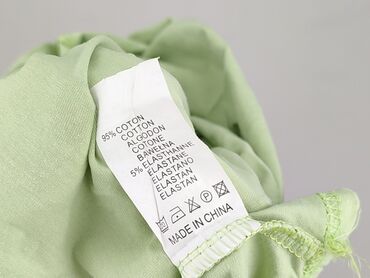 95% COTON
COTTON
ALGODON
COTONE
BAWEŁNA
5% ELASTHANNE
ELASTANE
ELASTANO
ELASTAN
ELASTAN
MADE IN CHINA